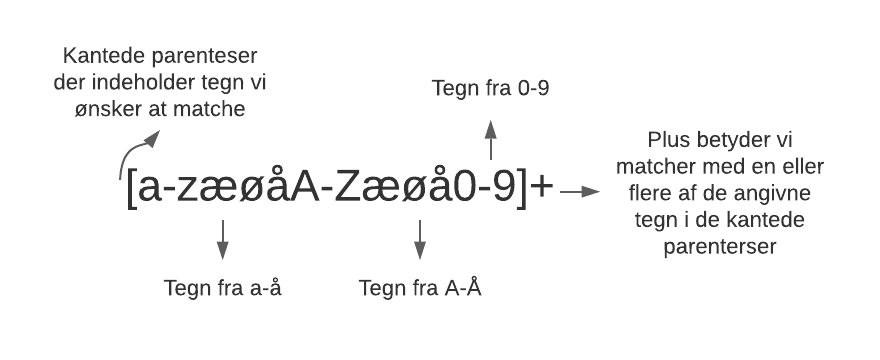 Kantede parenteser
der indeholder tegn vi
ønsker at matche
Tegn fra 0-9
[a-zæøåA-Zæøå0-9]+
Plus betyder vi
matcher med en eller
flere af de angivne
tegn i de kantede
parenterser
Tegn fra a-å
Tegn fra A-Å